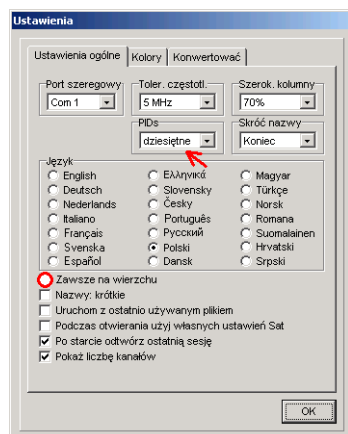 Ustawienia
Ustawienia ogólne Kolory Konwertować
Port szeregowy Toler. częstotl. Szerok. kolumny
Com 1 5 MHz 70%
PIDs Skróć nazwy
dziesiętne Koniec
Język
English Ελληνικά Magyar
Deutsch Slovensky Türkçe
Nederlands Česky Norsk
Italiano Português Romana
Français Русский Suomalainen
Svenska Polski Hrvatski
Español Dansk Srpski
Zawsze na wierzchu
Nazwy: krótkie
Uruchom z ostatnio używanym plikiem
Podczas otwierania użyj własnych ustawień Sat
Po starcie odtwórz ostatnią sesję
Pokaż liczbę kanałów
OK